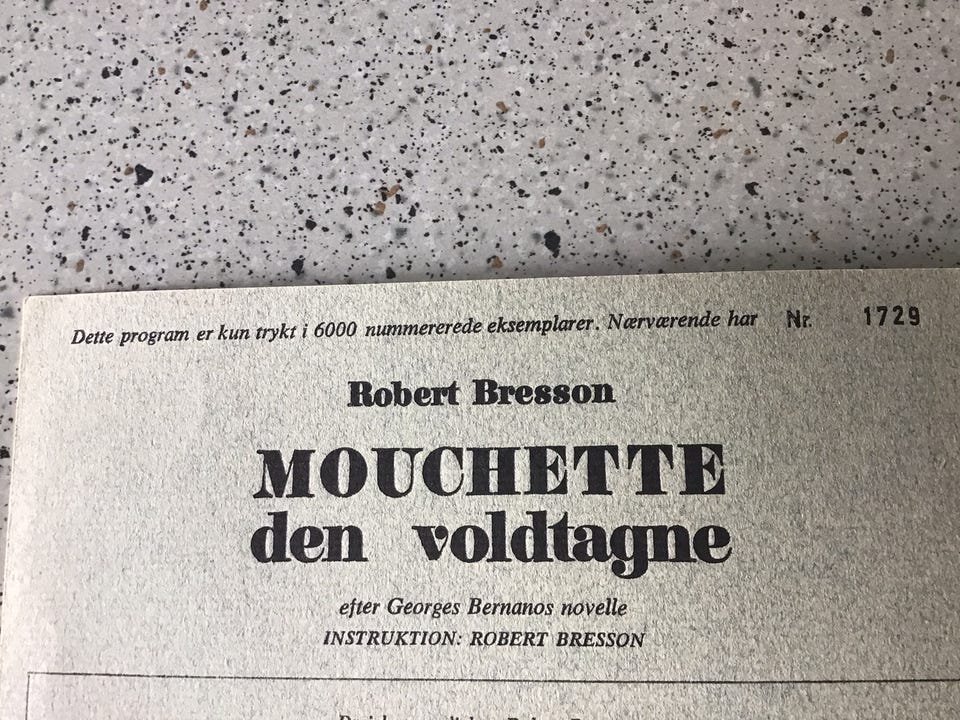 Dette program er kun trykt i 6000 nummererede eksemplarer. Nærværende har Nr. 1729
Robert Bresson
MOUCHETTE
den voldtagne
efter Georges Bernanos novelle
INSTRUKTION: ROBERT BRESSON